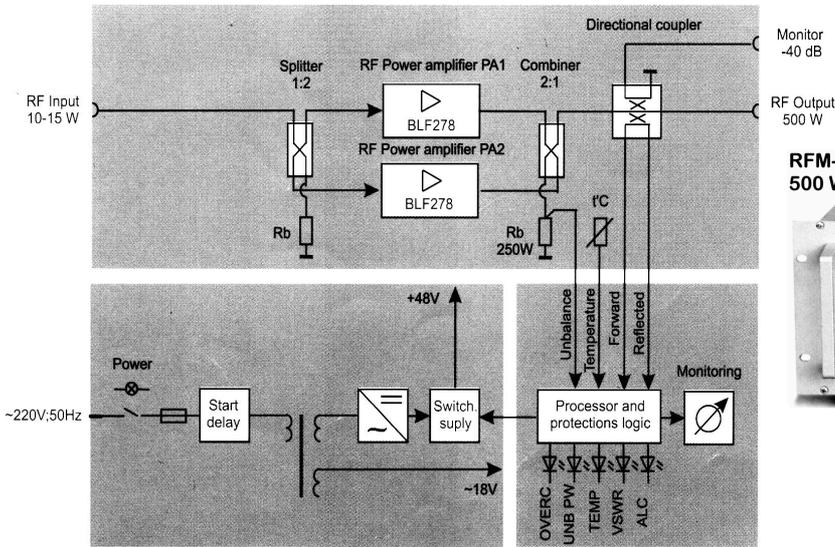 Directional coupler
Monitor
-40 dB
Splitter
1:2
RF Power amplifier PA1
Combiner
2:1
RF Input
10-15 W
BLF278
RF Output
500 W
RF Power amplifier PA2
BLF278
RFM-
500 W
Rb
Rb
250W
t'C
Unbalance
Temperature
Forward
Reflected
+48V
Power
Monitoring
~220V;50Hz
Start
delay
Switch.
suply
Processor and
protections logic
~18V
OVERC
UNB PW
TEMP
VSWR
ALC